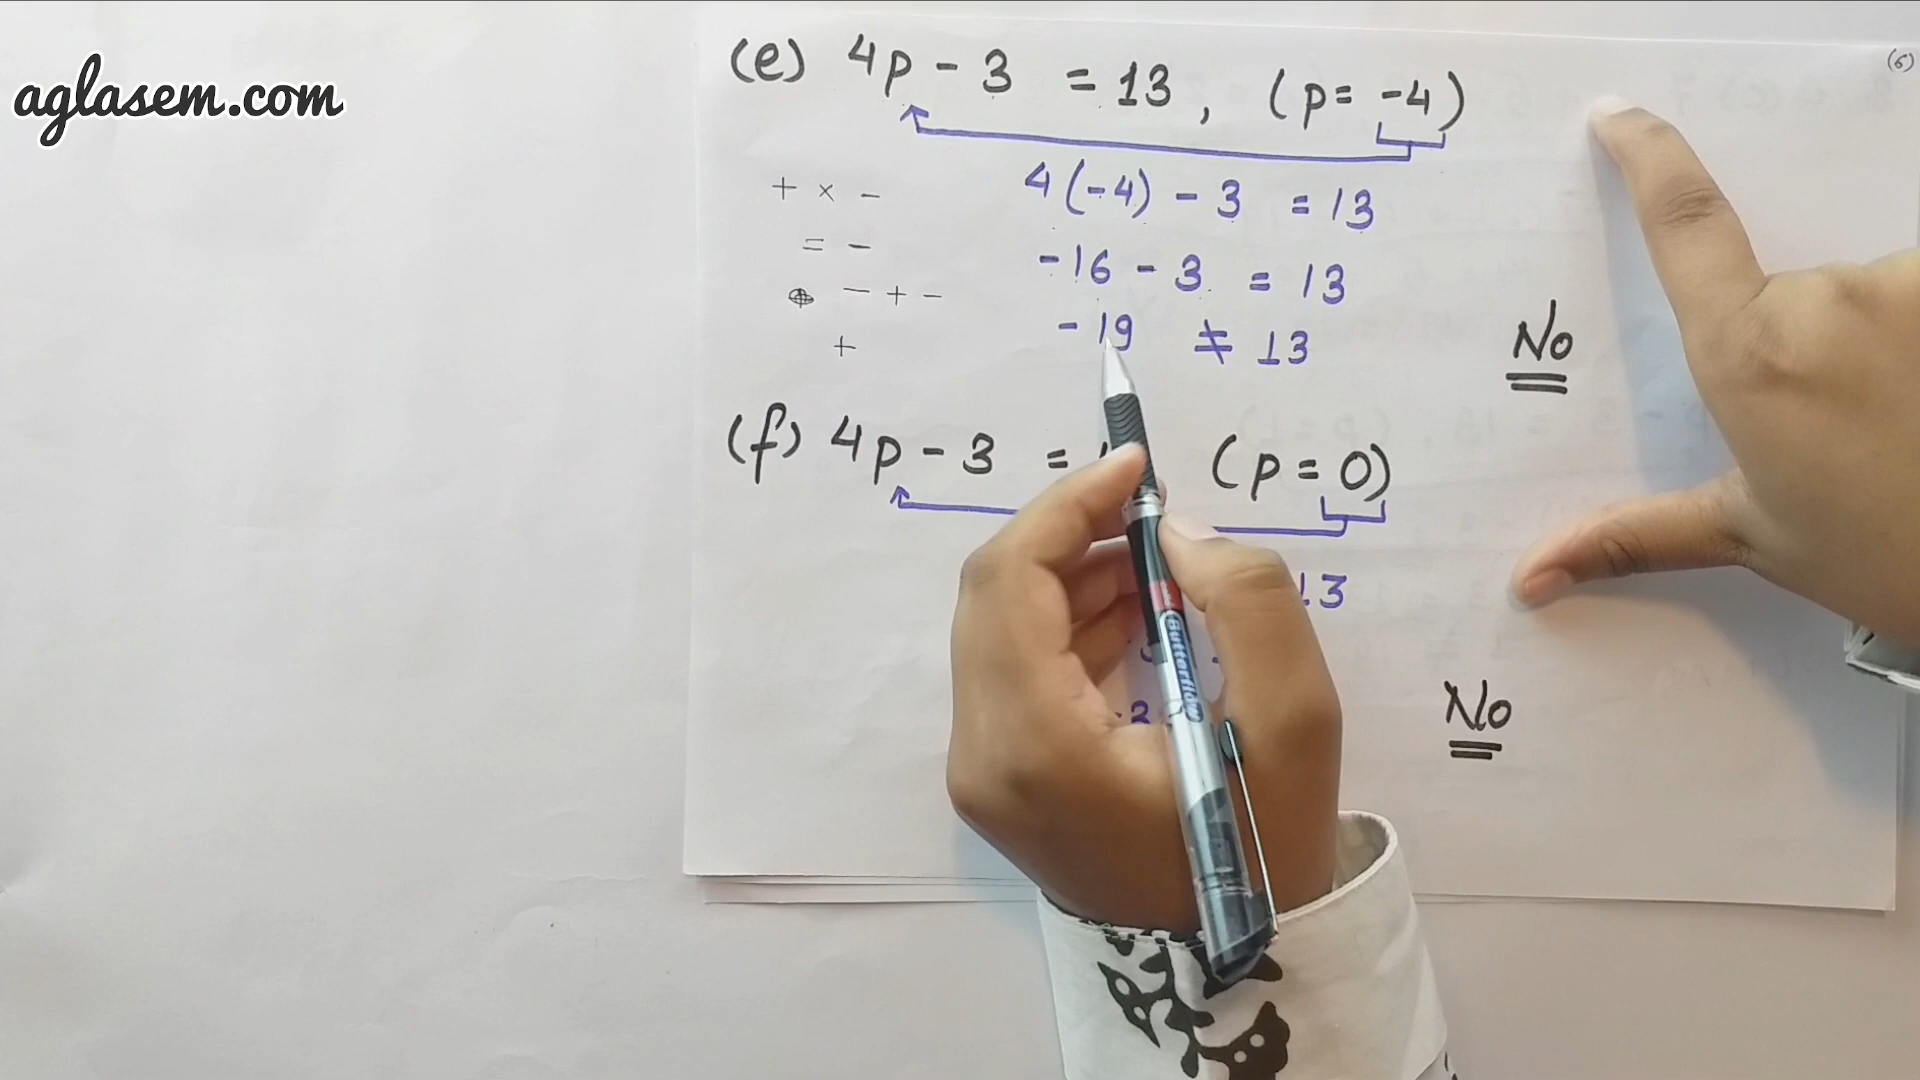 aglasem.com
(6)
(e) 4p - 3 = 13, (p = -4)
+ × -
4(-4) - 3 = 13
= -
-16 - 3 = 13
- + -
-19 ≠ 13
+
No
(f) 4p - 3 = (p = 0)
13
No
Butterflow